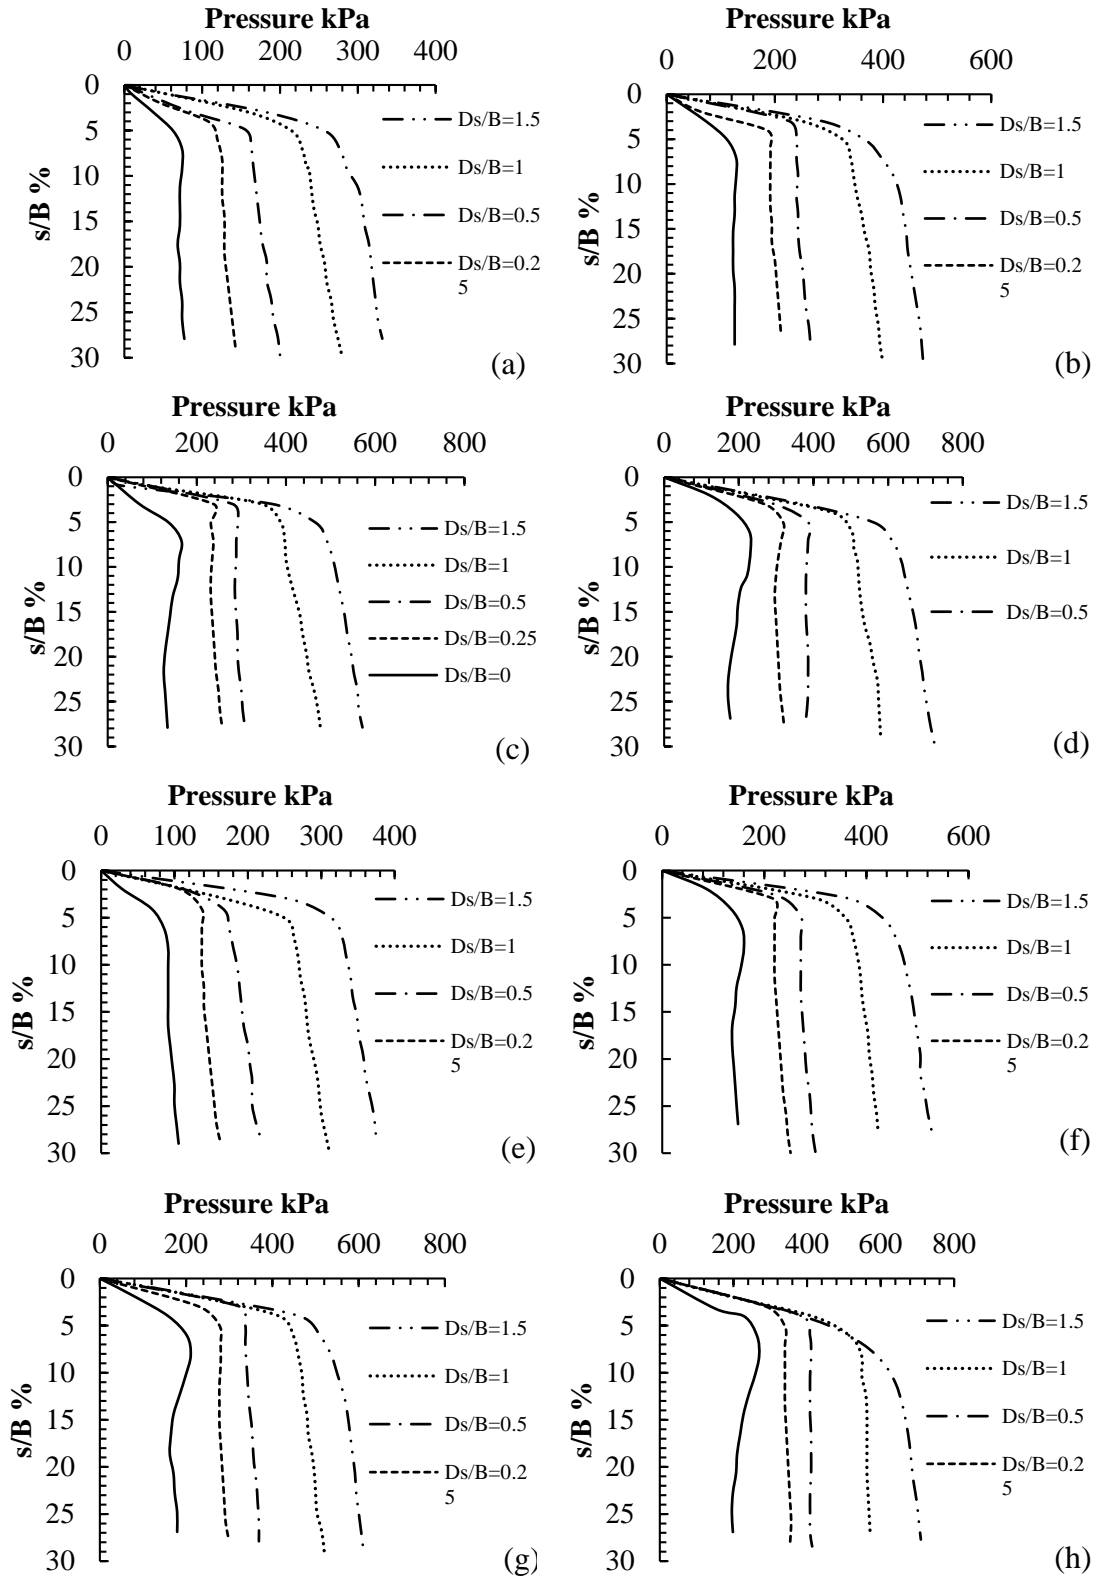 Pressure kPa
0 100 200 300 400
0
5
10
15
20
25
30
s/B %
Ds/B=1.5
Ds/B=1
Ds/B=0.5
Ds/B=0.2
5
(a)
Pressure kPa
0 200 400 600
0
5
10
15
20
25
30
s/B %
Ds/B=1.5
Ds/B=1
Ds/B=0.5
Ds/B=0.2
5
(b)
Pressure kPa
0 200 400 600 800
0
5
10
15
20
25
30
s/B %
Ds/B=1.5
Ds/B=1
Ds/B=0.5
Ds/B=0.25
Ds/B=0
(c)
Pressure kPa
0 200 400 600 800
0
5
10
15
20
25
30
s/B %
Ds/B=1.5
Ds/B=1
Ds/B=0.5
(d)
Pressure kPa
0 100 200 300 400
0
5
10
15
20
25
30
s/B %
Ds/B=1.5
Ds/B=1
Ds/B=0.5
Ds/B=0.2
5
(e)
Pressure kPa
0 200 400 600
0
5
10
15
20
25
30
s/B %
Ds/B=1.5
Ds/B=1
Ds/B=0.5
Ds/B=0.2
5
(f)
Pressure kPa
0 200 400 600 800
0
5
10
15
20
25
30
s/B %
Ds/B=1.5
Ds/B=1
Ds/B=0.5
Ds/B=0.2
5
(g)
Pressure kPa
0 200 400 600 800
0
5
10
15
20
25
30
s/B %
Ds/B=1.5
Ds/B=1
Ds/B=0.5
Ds/B=0.2
5
(h)